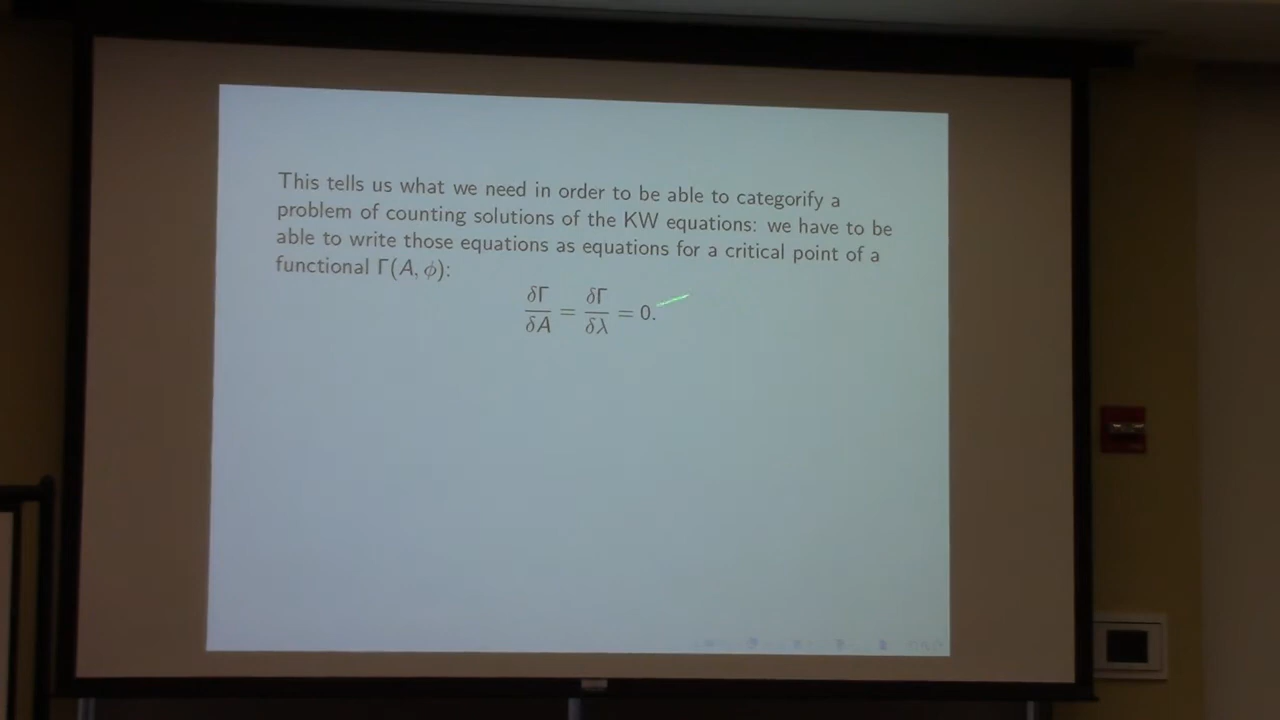 This tells us what we need in order to be able to categorify a
problem of counting solutions of the KW equations: we have to be
able to write those equations as equations for a critical point of a
functional Γ(A, ϕ):
δΓ/δA = δΓ/δλ = 0.